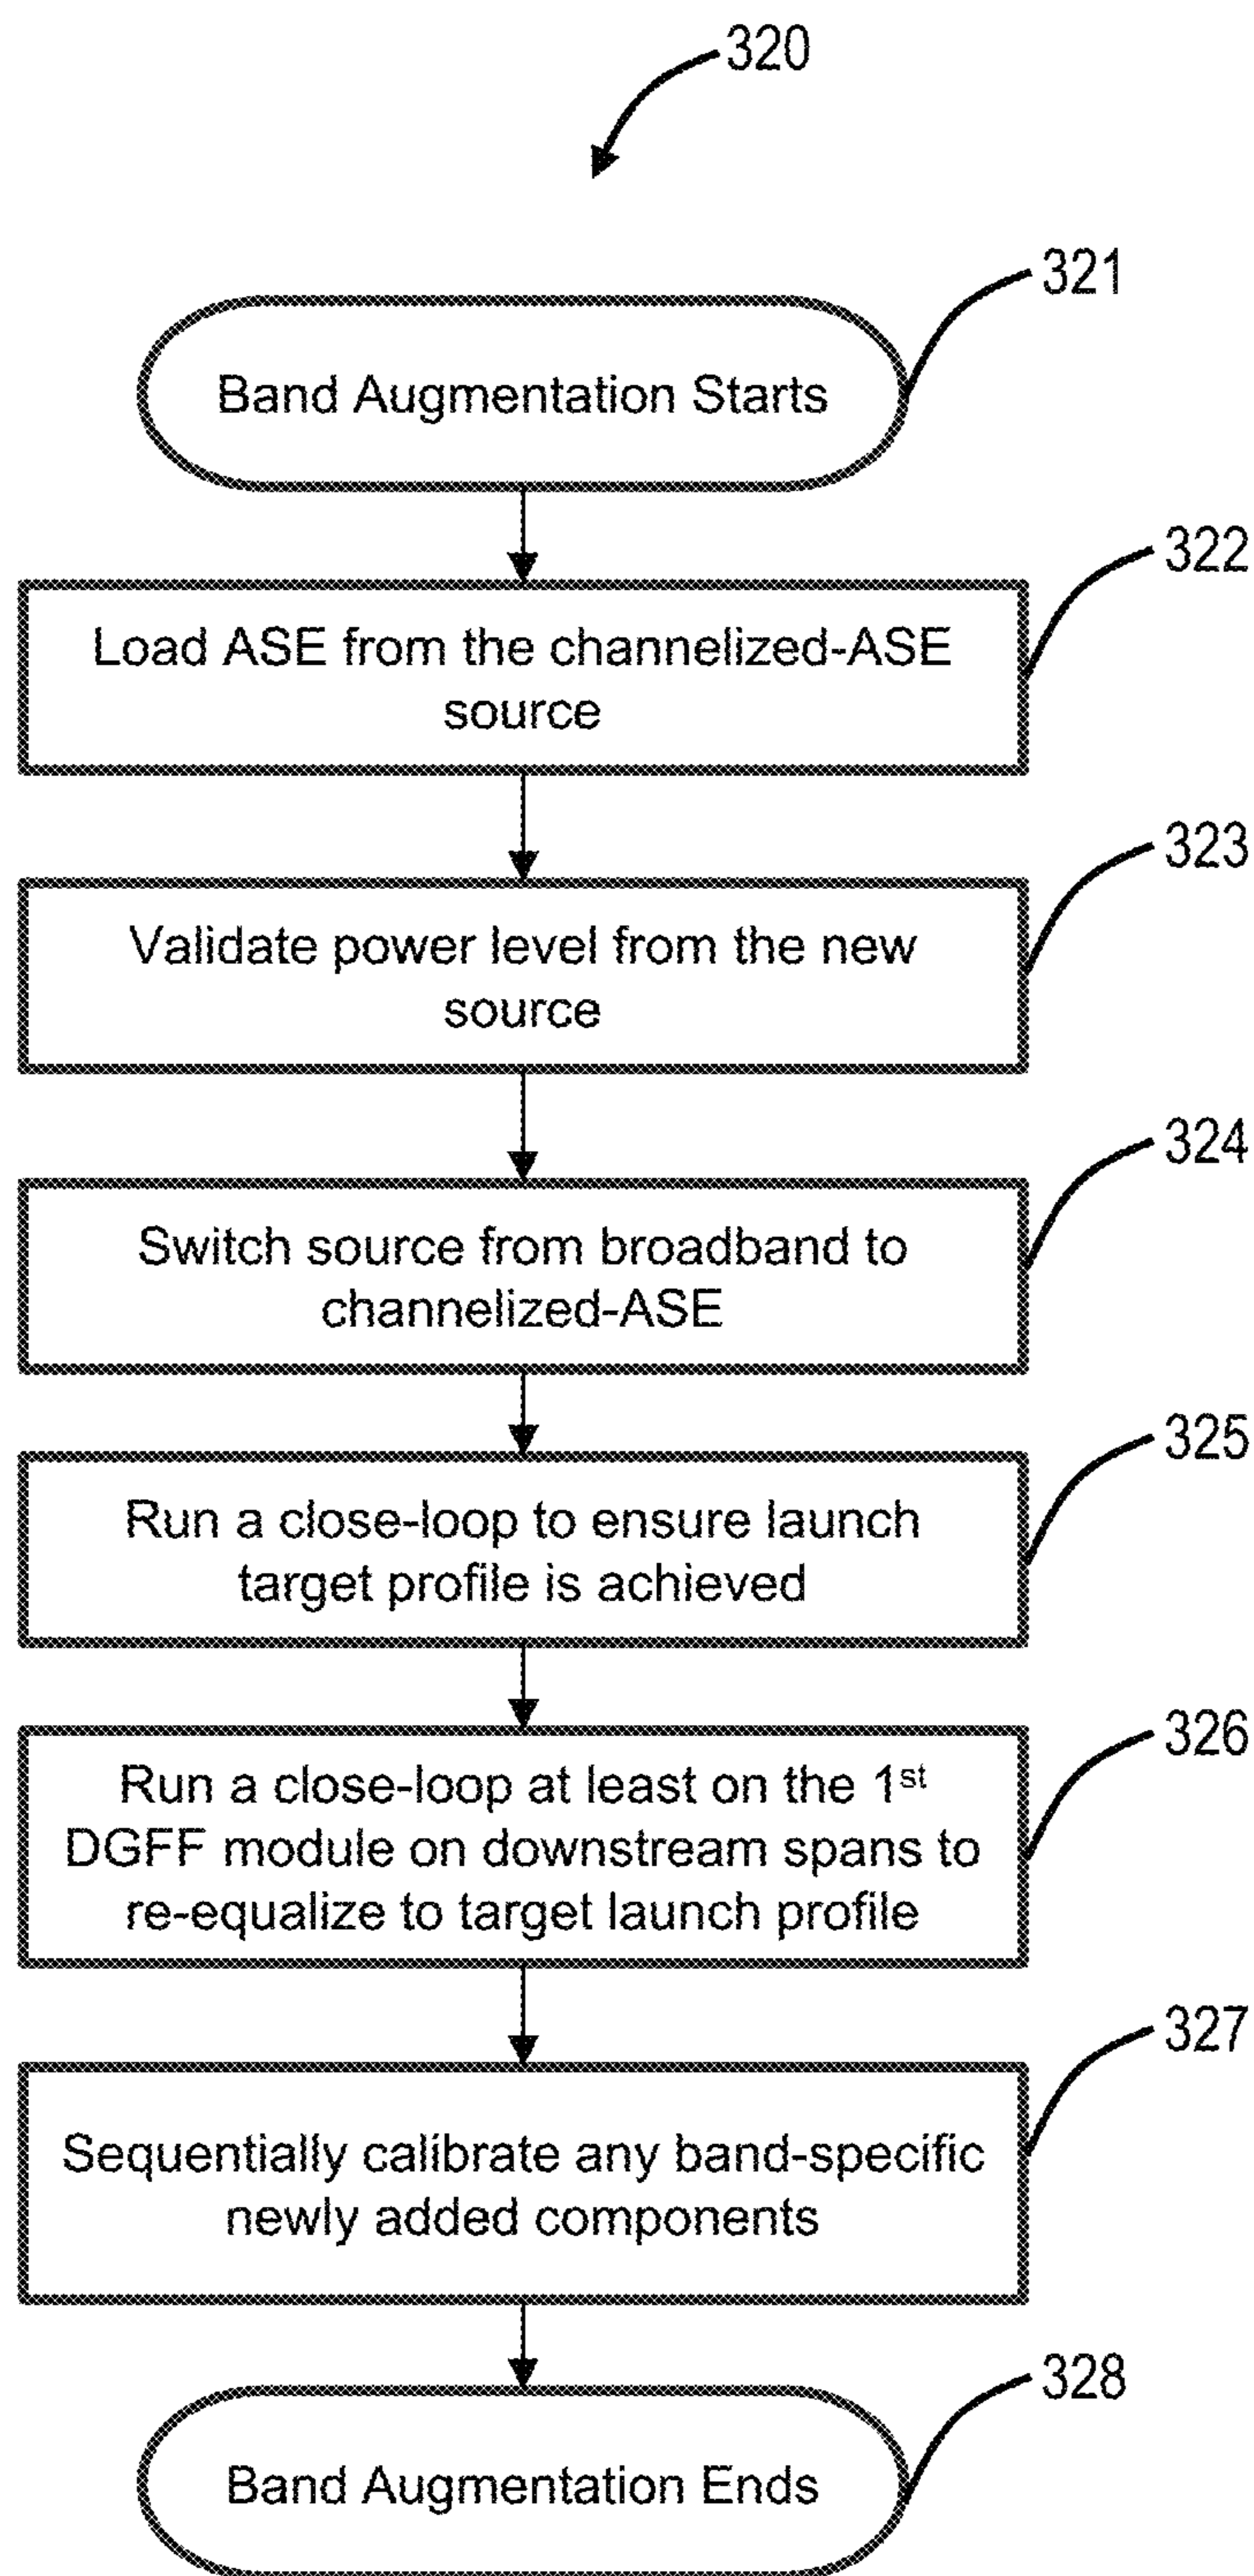 320
321
Band Augmentation Starts
322
Load ASE from the channelized-ASE
source
323
Validate power level from the new
source
324
Switch source from broadband to
channelized-ASE
325
Run a close-loop to ensure launch
target profile is achieved
326
Run a close-loop at least on the 1st
DGFF module on downstream spans to
re-equalize to target launch profile
327
Sequentially calibrate any band-specific
newly added components
328
Band Augmentation Ends